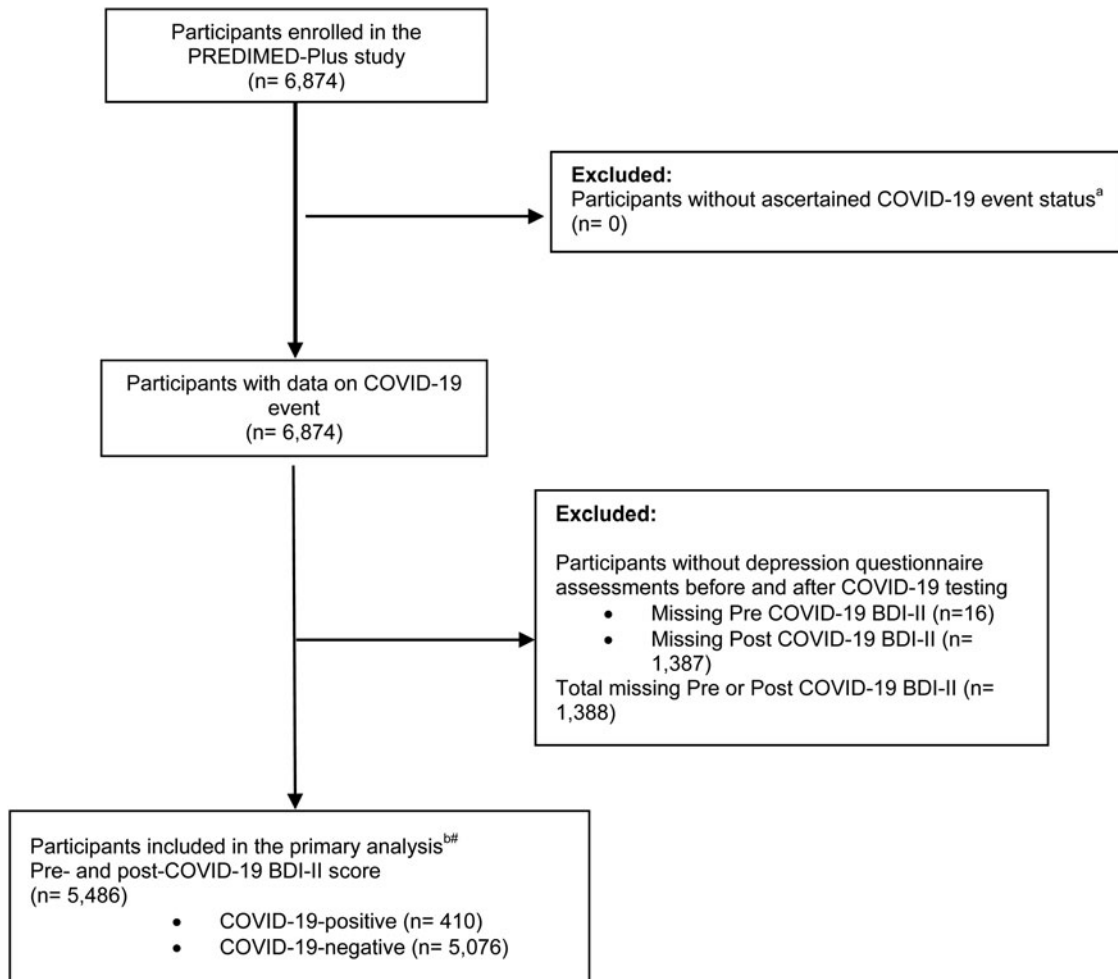 Participants enrolled in the
PREDIMED-Plus study
(n= 6,874)
Excluded:
Participants without ascertained COVID-19 event statusᵃ
(n= 0)
Participants with data on COVID-19
event
(n= 6,874)
Excluded:
Participants without depression questionnaire
assessments before and after COVID-19 testing
• Missing Pre COVID-19 BDI-II (n=16)
• Missing Post COVID-19 BDI-II (n=
1,387)
Total missing Pre or Post COVID-19 BDI-II (n=
1,388)
Participants included in the primary analysisᵇ#
Pre- and post-COVID-19 BDI-II score
(n= 5,486)
• COVID-19-positive (n= 410)
• COVID-19-negative (n= 5,076)